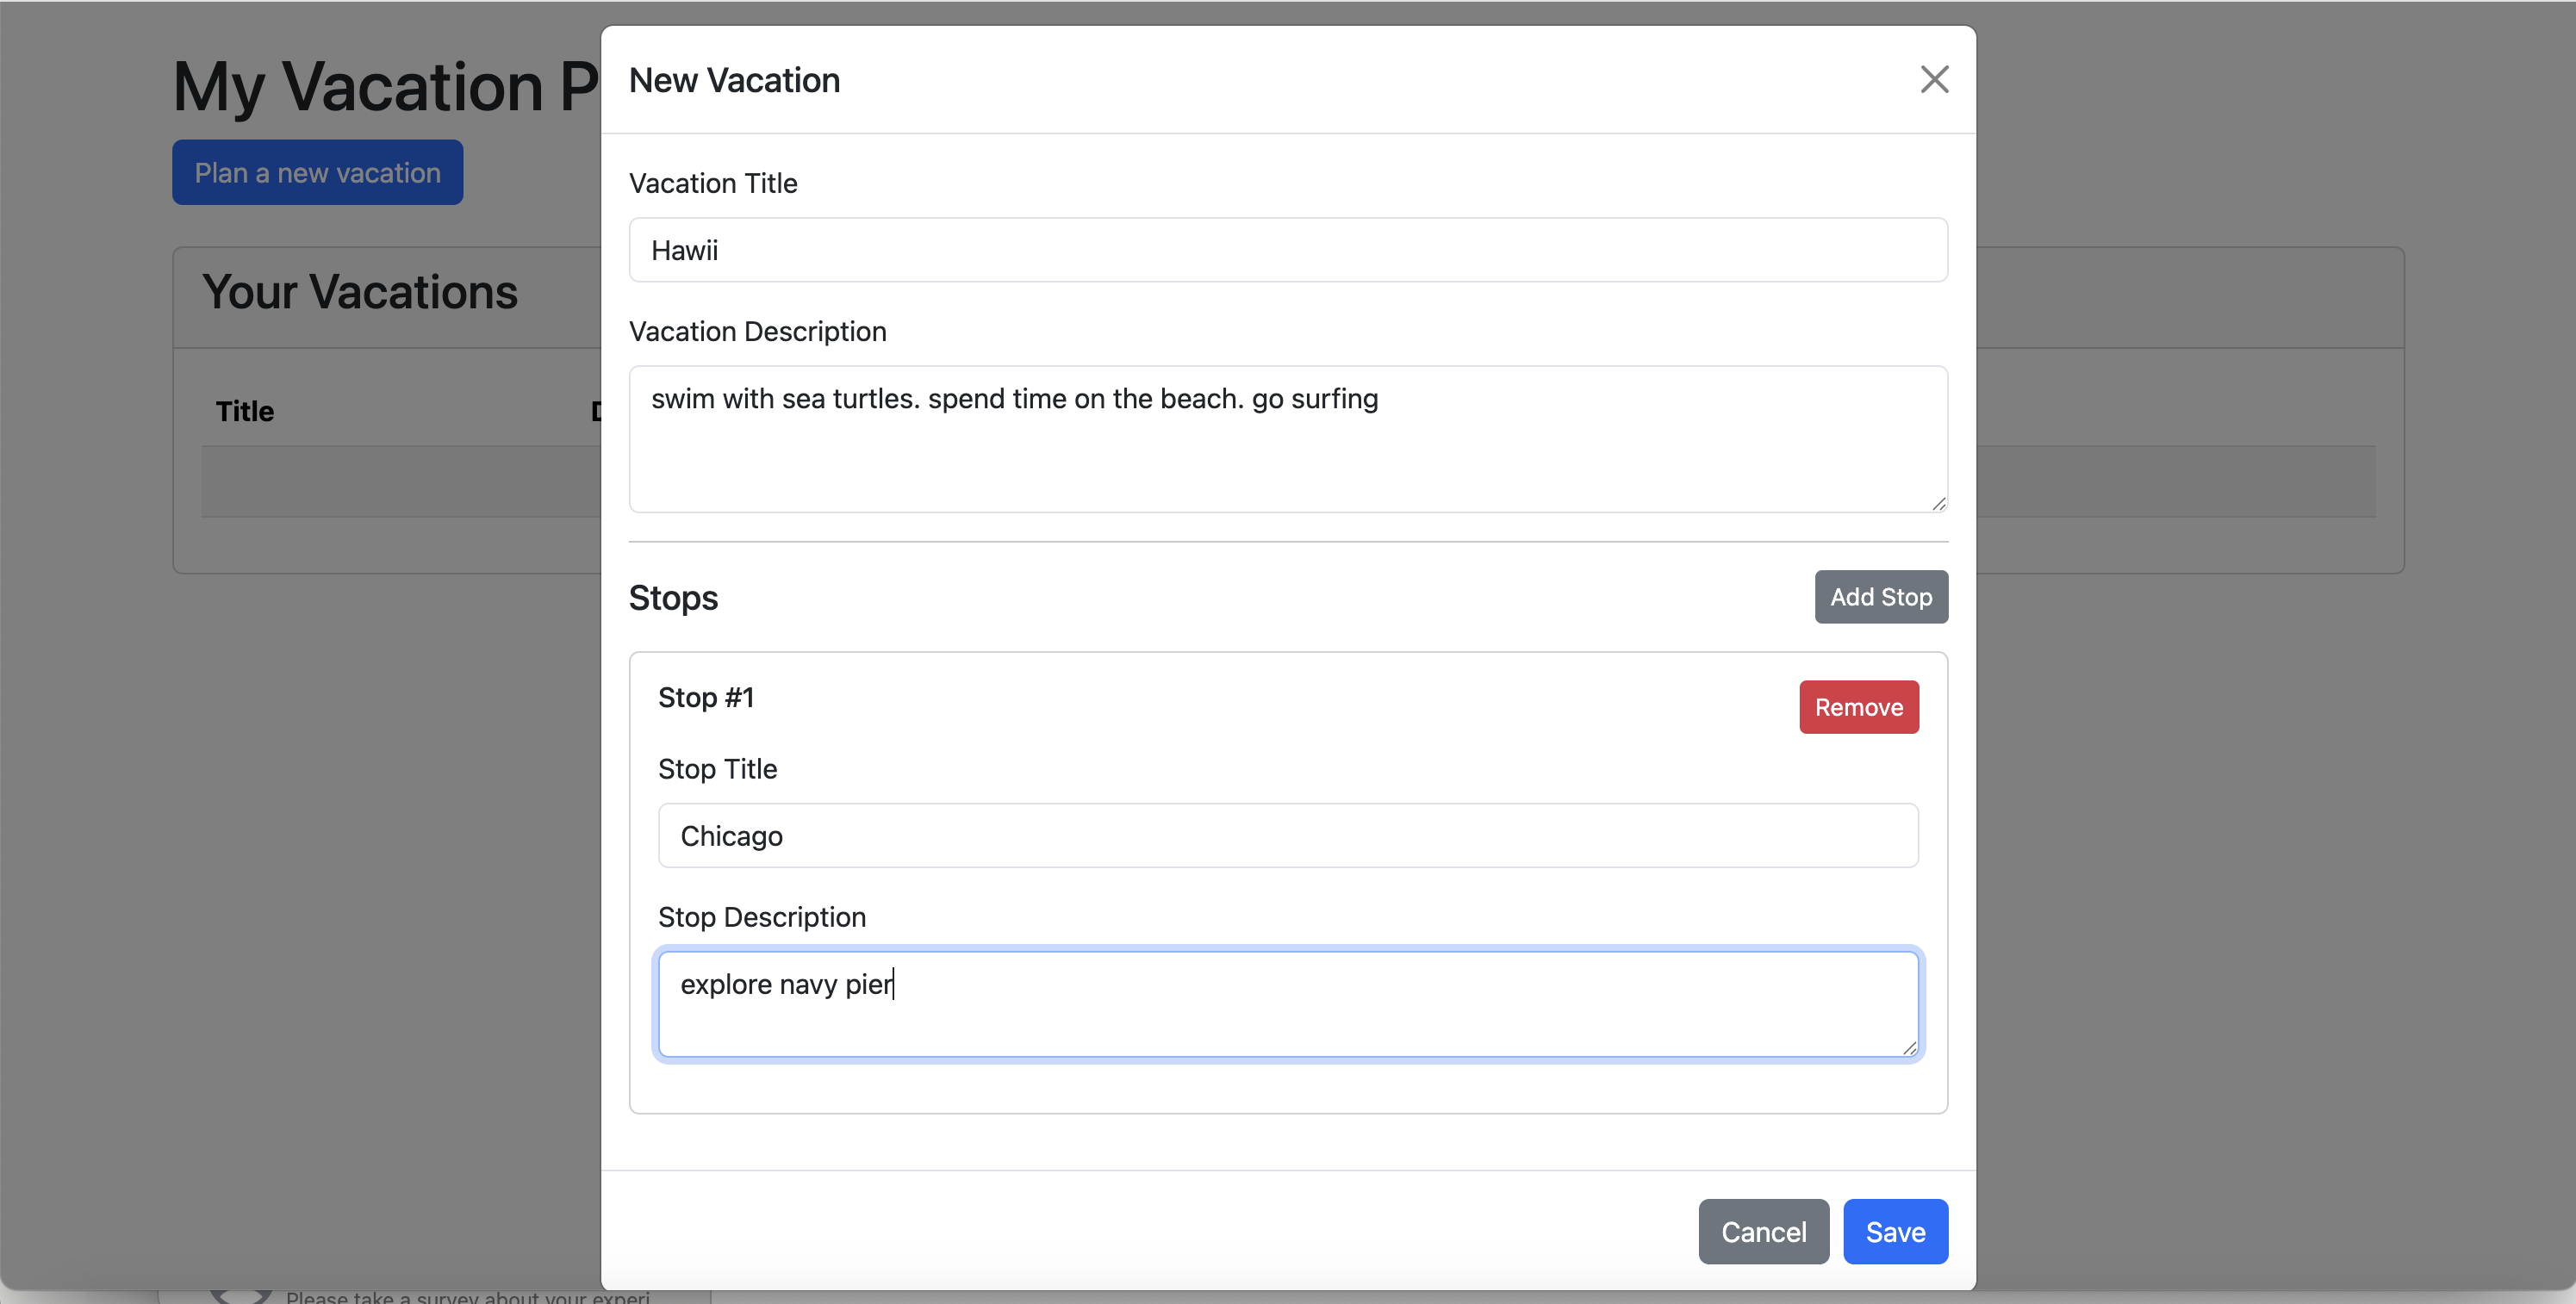 My Vacation P
Plan a new vacation
Your Vacations
Title
New Vacation
Vacation Title
Hawii
Vacation Description
swim with sea turtles. spend time on the beach. go surfing
Stops
Add Stop
Stop #1
Remove
Stop Title
Chicago
Stop Description
explore navy pier
Cancel
Save
Please take a survey about your experi